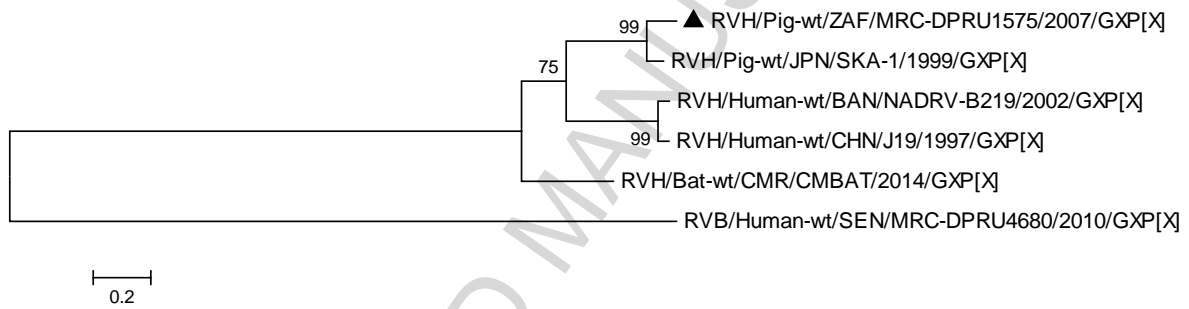 99
▲ RVH/Pig-wt/ZAF/MRC-DPRU1575/2007/GXP[X]
75
RVH/Pig-wt/JPN/SKA-1/1999/GXP[X]
RVH/Human-wt/BAN/NADRV-B219/2002/GXP[X]
99
RVH/Human-wt/CHN/J19/1997/GXP[X]
RVH/Bat-wt/CMR/CMBAT/2014/GXP[X]
RVB/Human-wt/SEN/MRC-DPRU4680/2010/GXP[X]
0.2
D MANUS